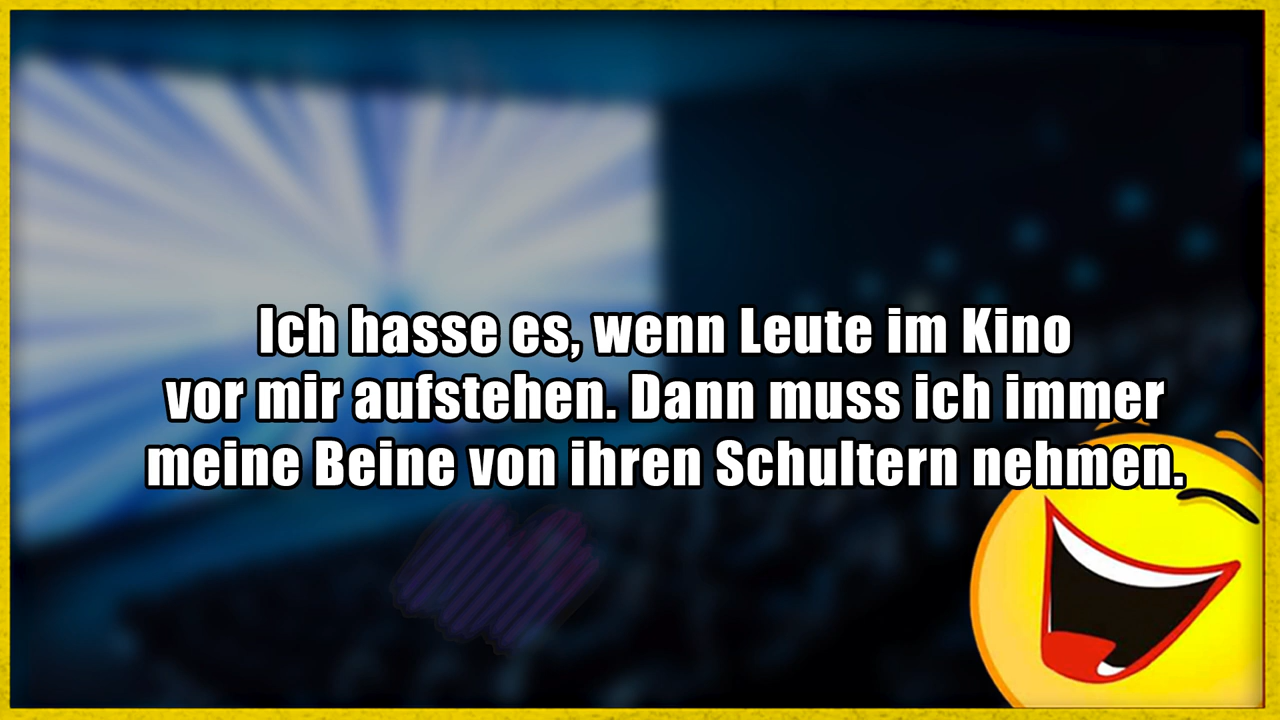 Ich hasse es, wenn Leute im Kino
vor mir aufstehen. Dann muss ich immer
meine Beine von ihren Schultern nehmen.